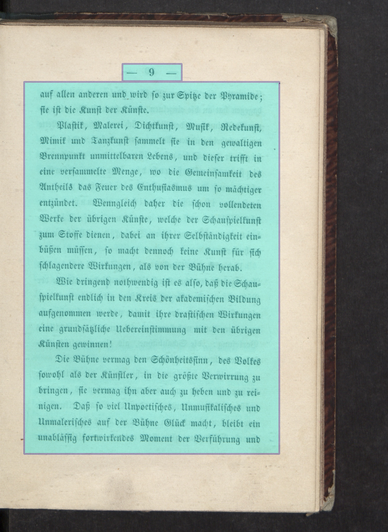 — 9 —
auf allen anderen und wird so zur Spitze der Pyramide;
sie ist die Kunst der Künste.
Plastik, Malerei, Dichtkunst, Musik, Redekunst,
Mimik und Tanzkunst sammelt sie in den gewaltigen
Brennpunkt unmittelbaren Lebens, und dieser trifft in
eine versammelte Menge, wo die Gemeinsamkeit des
Antheils das Feuer des Enthusiasmus um so mächtiger
entzündet. Wenngleich daher die schon vollendeten
Werke der übrigen Künste, welche der Schauspielkunst
zum Stoffe dienen, dabei an ihrer Selbständigkeit ein-
büßen müssen, so macht dennoch keine Kunst für sich
schlagendere Wirkungen, als von der Bühne herab.
Wie dringend nothwendig ist es also, daß die Schau-
spielkunst endlich in den Kreis der akademischen Bildung
aufgenommen werde, damit ihre drastischen Wirkungen
eine grundsätzliche Uebereinstimmung mit den übrigen
Künsten gewinnen!
Die Bühne vermag den Schönheitssinn, des Volkes
sowohl als der Künstler, in die größte Verwirrung zu
bringen, sie vermag ihn aber auch zu heben und zu rei-
nigen. Daß so viel Unpoetisches, Unmusikalisches und
Unmalerisches auf der Bühne Glück macht, bleibt ein
unablässig fortwirkendes Moment der Verführung und